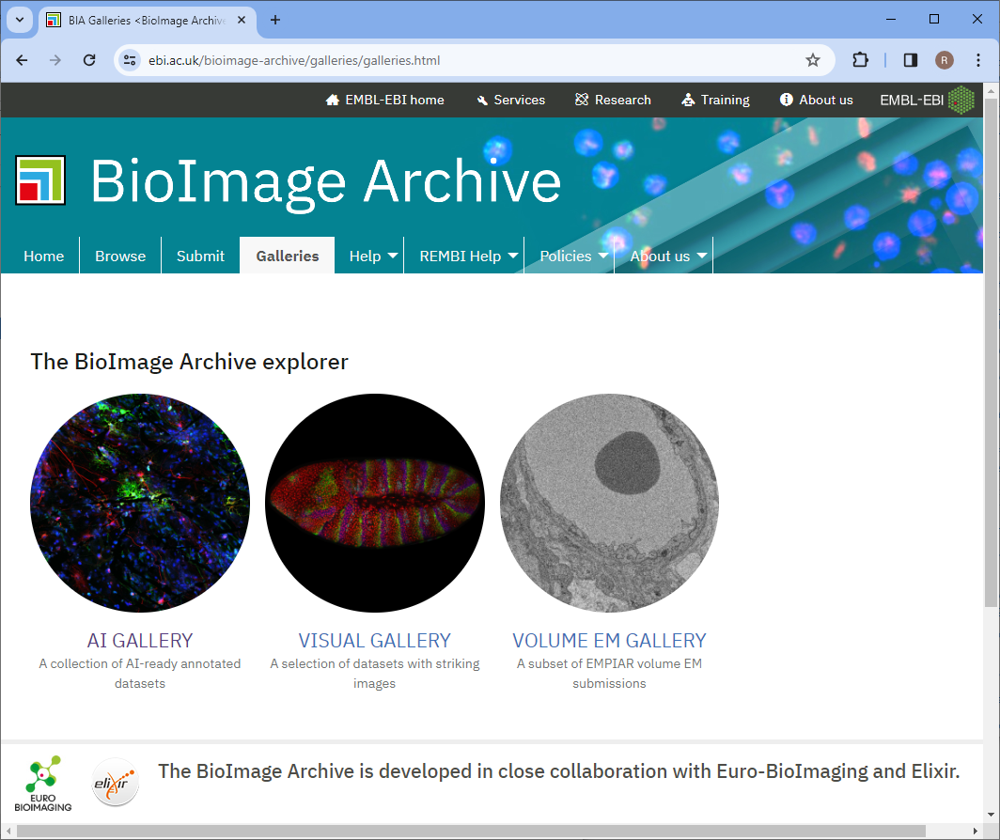 BIA Galleries <BioImage Archive
ebi.ac.uk/bioimage-archive/galleries/galleries.html
R
EMBL-EBI home Services Research Training About us EMBL-EBI
BioImage Archive
Home Browse Submit Galleries Help REMBI Help Policies About us
The BioImage Archive explorer
AI GALLERY
A collection of AI-ready annotated
datasets
VISUAL GALLERY
A selection of datasets with striking
images
VOLUME EM GALLERY
A subset of EMPIAR volume EM
submissions
EURO
BIOIMAGING
elixir
The BioImage Archive is developed in close collaboration with Euro-BioImaging and Elixir.